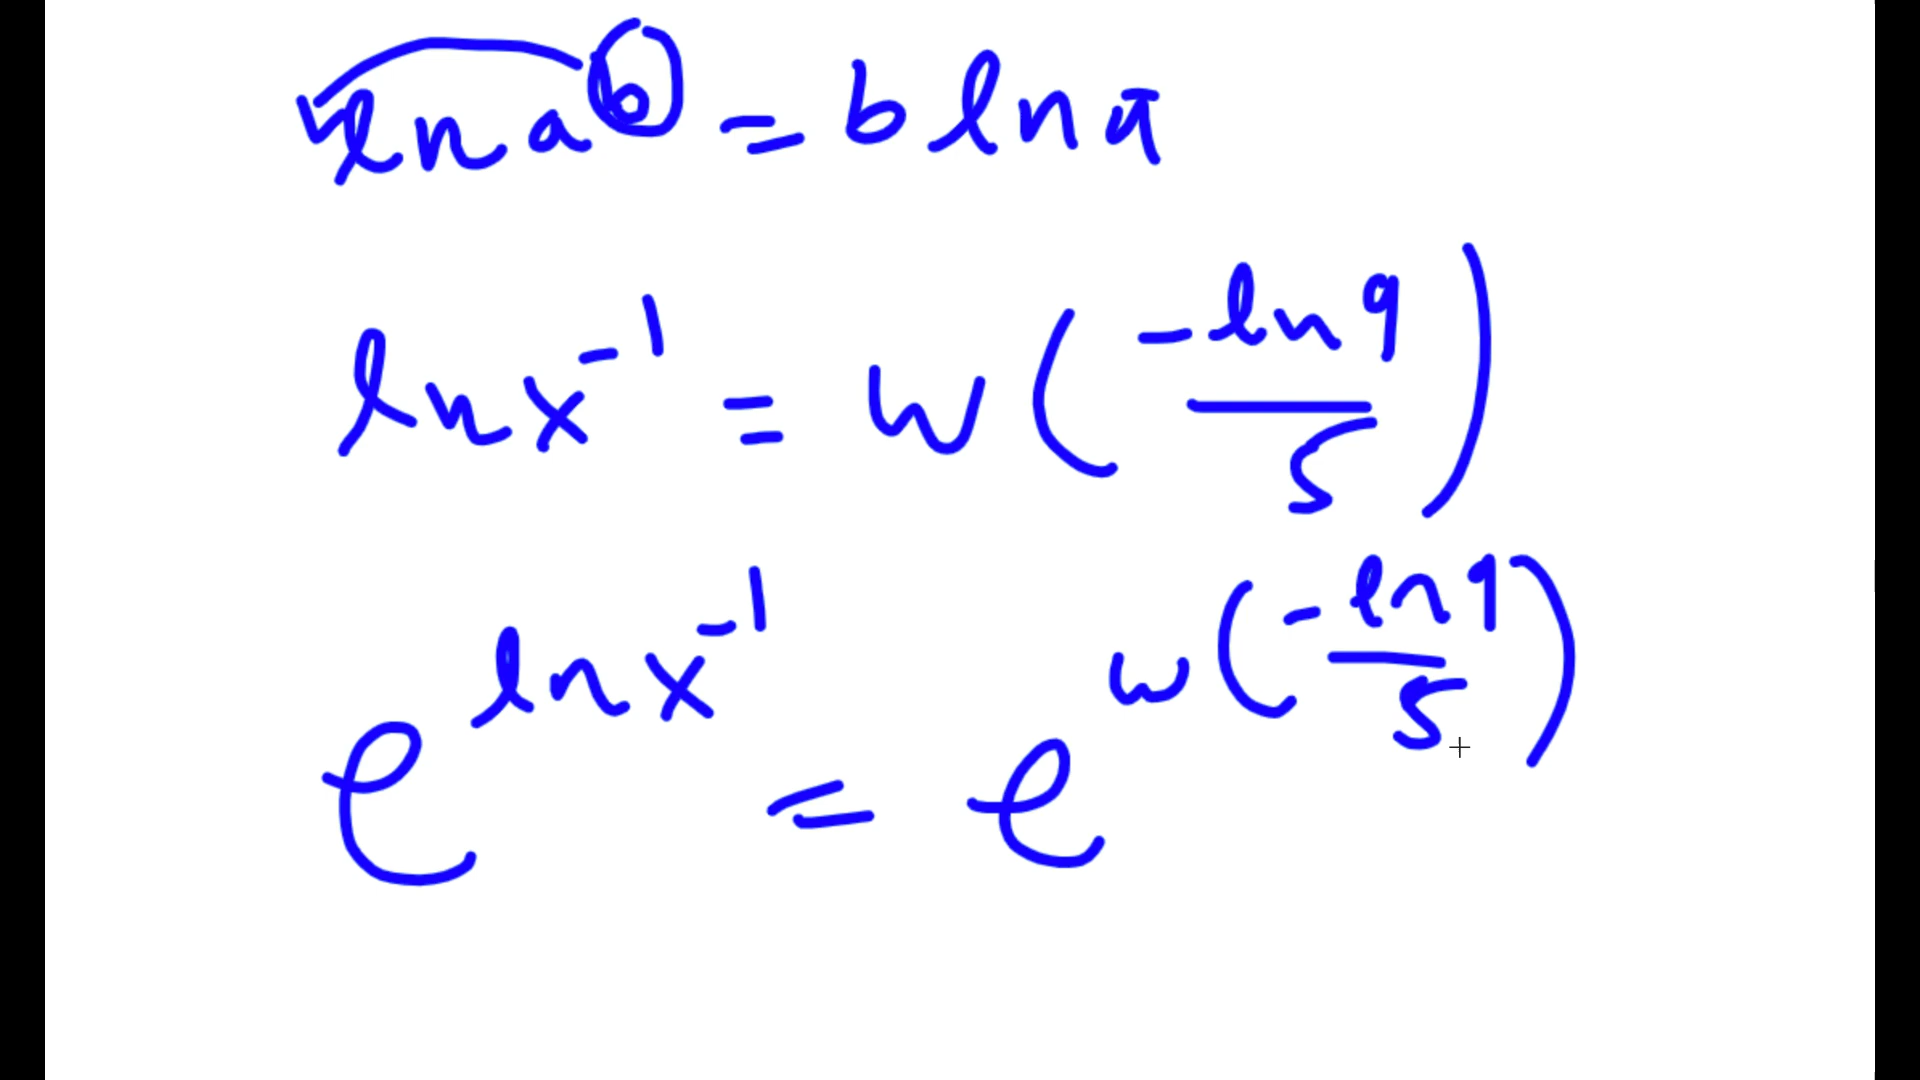 ln a^b = b ln a
ln x^-1 = W(-ln 9/5)
e^ln x^-1 = e^W(-ln 9/5)